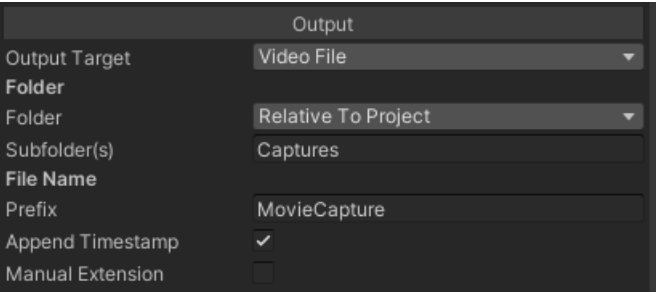 Output
Output Target Video File
Folder
Folder Relative To Project
Subfolder(s) Captures
File Name
Prefix MovieCapture
Append Timestamp
Manual Extension